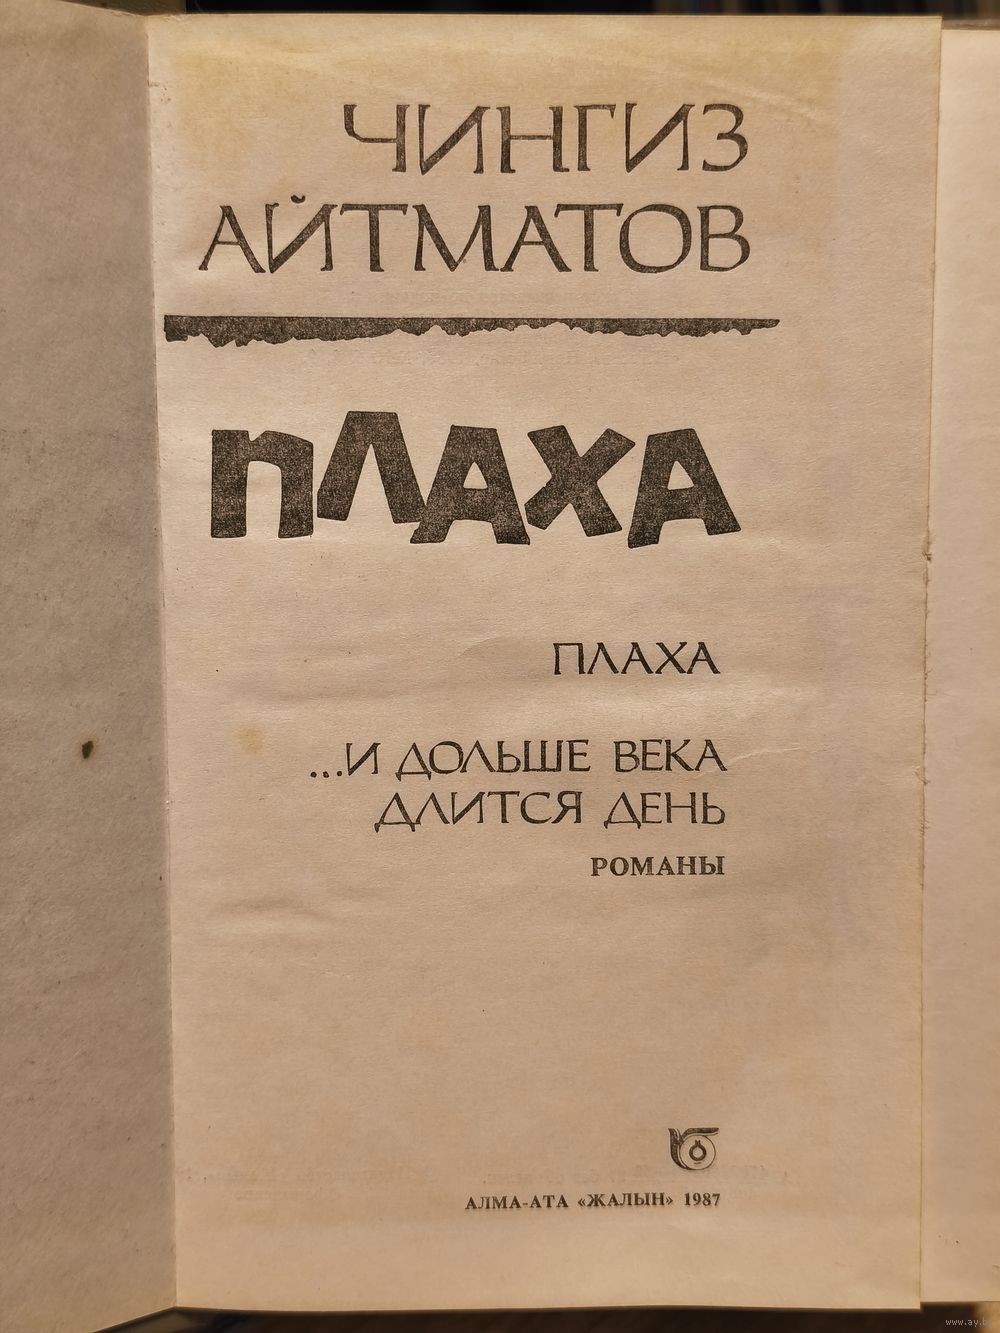 ЧИНГИЗ
АЙТМАТОВ
ПЛАХА
ПЛАХА
...И ДОЛЬШЕ ВЕКА
ДЛИТСЯ ДЕНЬ
РОМАНЫ
АЛМА-АТА «ЖАЛЫН» 1987